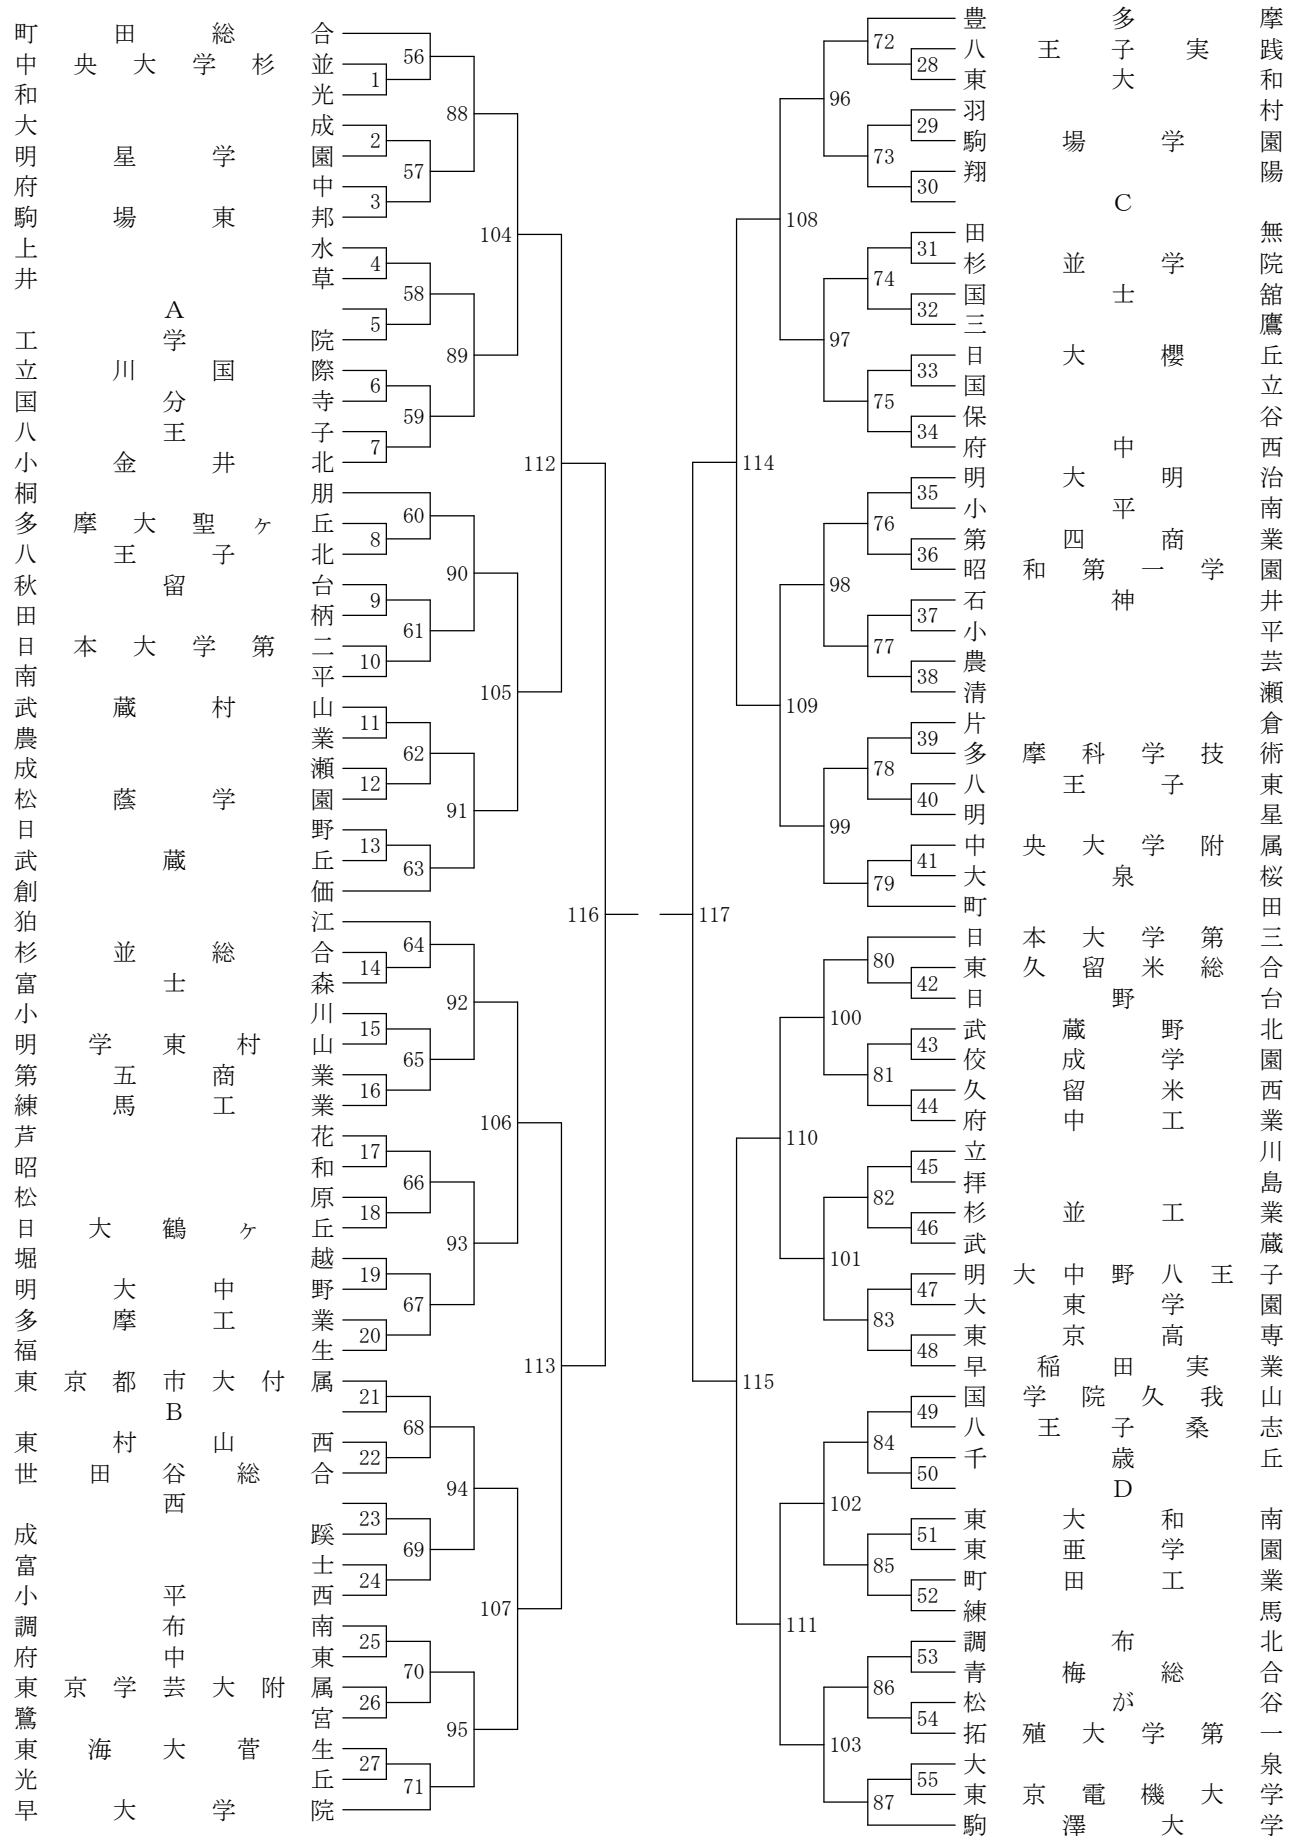 町田総合
中央大学杉並
和光
大成
明星学園
府中
駒場東邦
上水
井草
A
工学院
立川国際
国分寺
八王子
小金井北
桐朋
多摩大聖ヶ丘
八王子北
秋留台
田柄
日本大学第二
南平
武蔵村山
農業
成瀬
松蔭学園
日野
武蔵丘
創価
狛江
杉並総合
富士森
小川
明学東村山
第五商業
練馬工業
芦花
昭和
松原
日大鶴ヶ丘
堀越
明大中野
多摩工業
福生
東京都市大付属
B
東村山西
世田谷総合
西
成蹊
富士
小平西
調布南
府中東
東京学芸大附属
鷺宮
東海大菅生
光丘
早大学院
56
1
88
2
57
3
104
4
58
5
89
6
59
7
112
60
8
90
9
61
10
105
11
62
12
91
13
63
116
64
14
92
15
65
16
106
17
66
18
93
19
67
20
113
21
68
22
94
23
69
24
107
25
70
26
95
27
71
72
28
96
29
73
30
108
31
74
32
97
33
75
34
114
35
76
36
98
37
77
38
109
39
78
40
99
41
79
117
80
42
100
43
81
44
110
45
82
46
101
47
83
48
115
49
84
50
102
51
85
52
111
53
86
54
103
55
87
豊多摩
八王子実践
東大和
羽村
駒場学園
翔陽
C
田無
杉並学院
国士舘
三鷹
日大櫻丘
国立
保谷
府中西
明大明治
小平南
第四商業
昭和第一学園
石神井
小平
農芸
清瀬
片倉
多摩科学技術
八王子東
明星
中央大学附属
大泉桜
町田
日本大学第三
東久留米総合
日野台
武蔵野北
佼成学園
久留米西
府中工業
立川
拝島
杉並工業
武蔵
明大中野八王子
大東学園
東京高専
早稲田実業
国学院久我山
八王子桑志
千歳丘
D
東大和南
東亜学園
町田工業
練馬
調布北
青梅総合
松が谷
拓殖大学第一
大泉
東京電機大学
駒澤大学